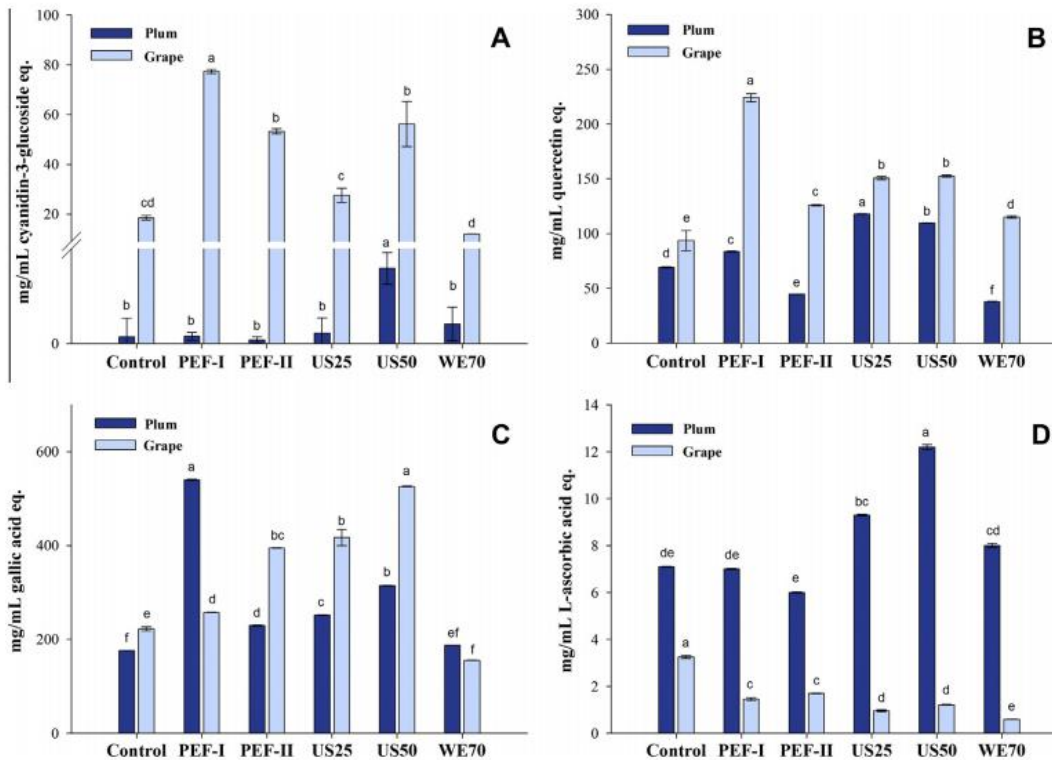 A
Plum
Grape
mg/mL cyanidin-3-glucoside eq.
100
80
60
40
20
0
b cd b a b b b c a b b d
Control PEF-I PEF-II US25 US50 WE70
B
Plum
Grape
mg/mL quercetin eq.
300
250
200
150
100
50
0
d e c a e c a b b b f d
Control PEF-I PEF-II US25 US50 WE70
C
Plum
Grape
mg/mL gallic acid eq.
600
400
200
0
f e a d d bc c b b a ef f
Control PEF-I PEF-II US25 US50 WE70
D
Plum
Grape
mg/mL L-ascorbic acid eq.
14
12
10
8
6
4
2
0
de a de c e c bc d a d cd e
Control PEF-I PEF-II US25 US50 WE70